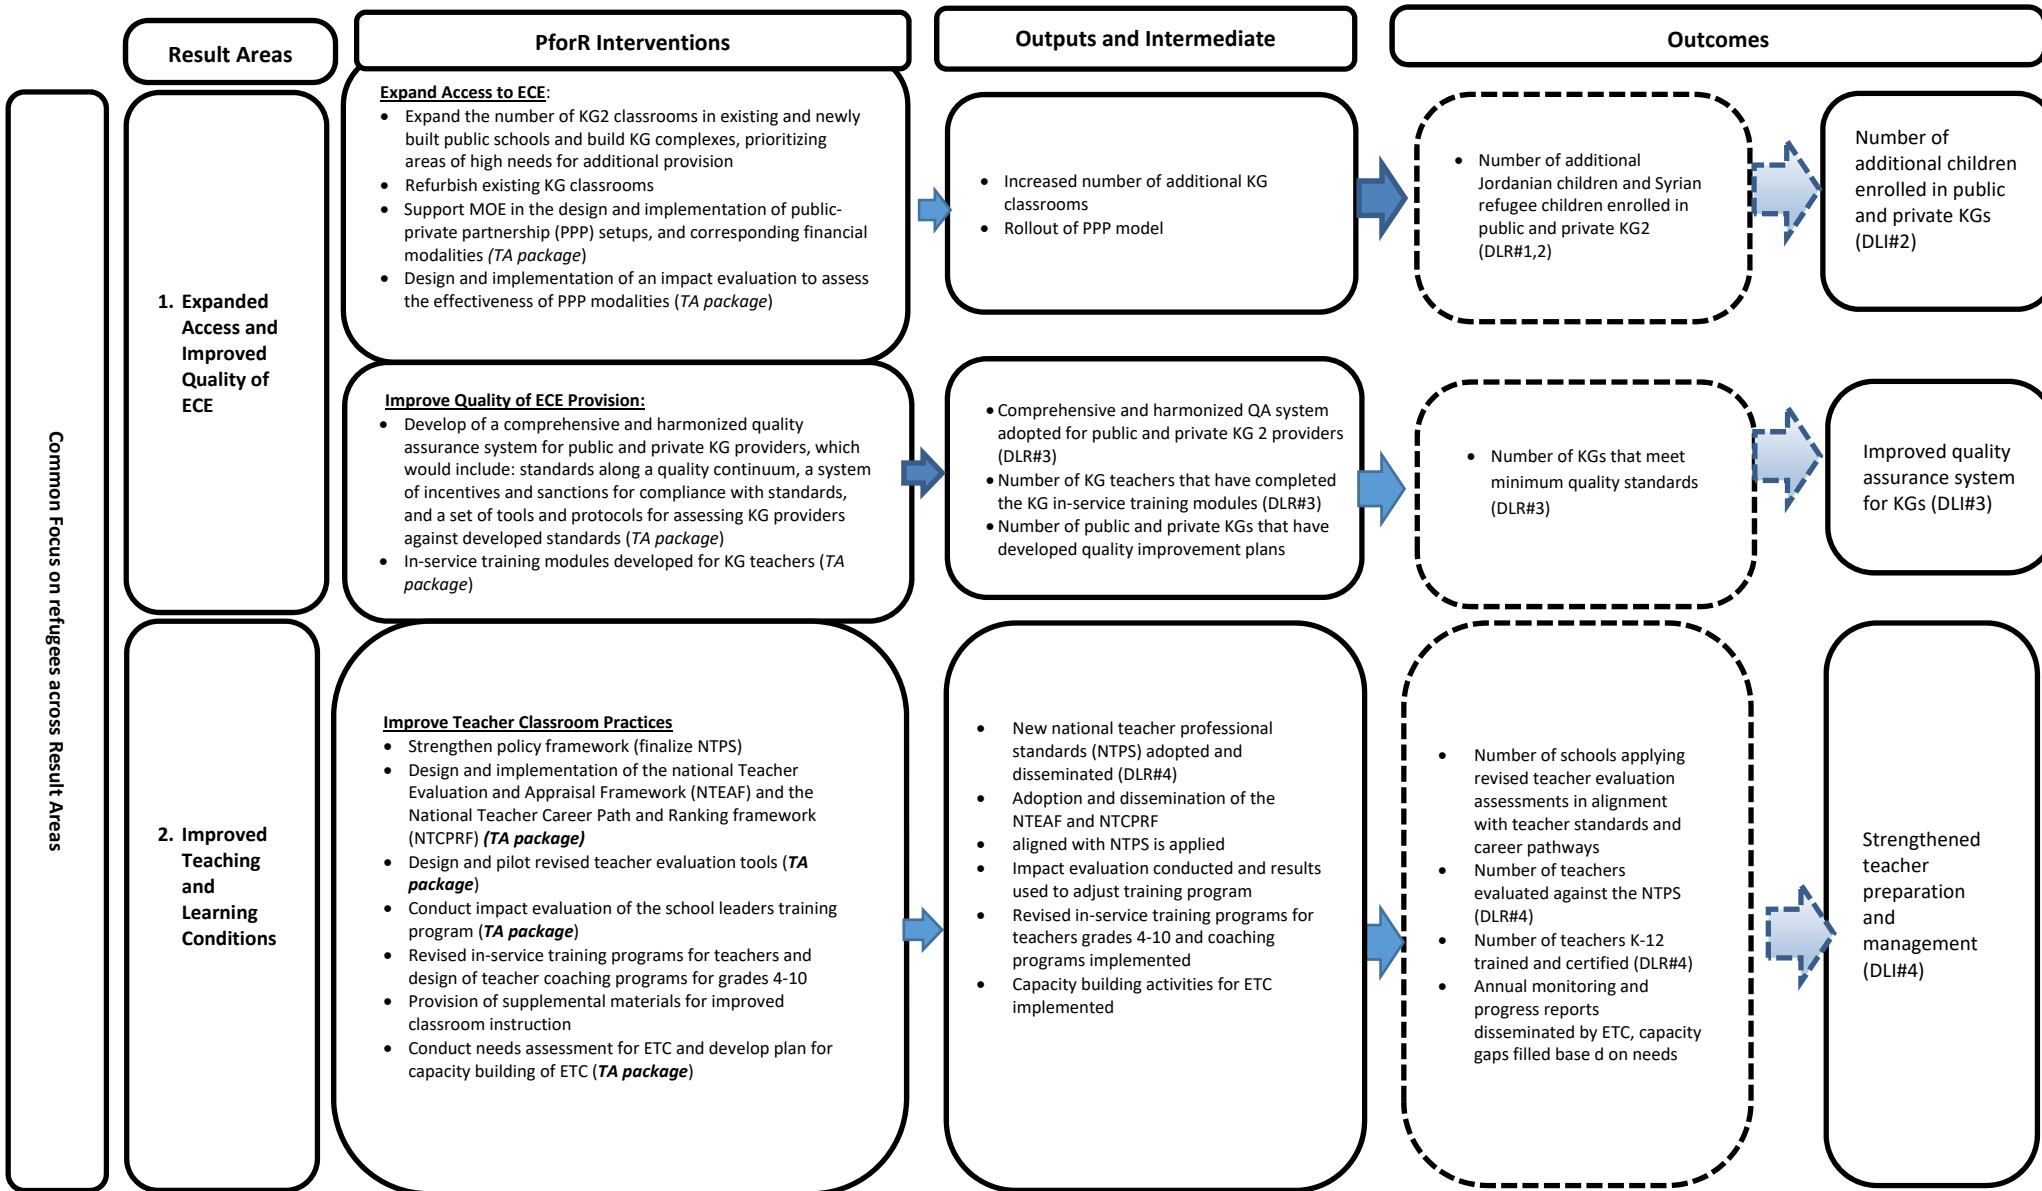 Result Areas
PforR Interventions
Outputs and Intermediate
Outcomes
Common Focus on refugees across Result Areas
1. Expanded
Access and
Improved
Quality of
ECE
Expand Access to ECE:
• Expand the number of KG2 classrooms in existing and newly
built public schools and build KG complexes, prioritizing
areas of high needs for additional provision
• Refurbish existing KG classrooms
• Support MOE in the design and implementation of public-
private partnership (PPP) setups, and corresponding financial
modalities (TA package)
• Design and implementation of an impact evaluation to assess
the effectiveness of PPP modalities (TA package)
• Increased number of additional KG
classrooms
• Rollout of PPP model
• Number of additional
Jordanian children and Syrian
refugee children enrolled in
public and private KG2
(DLR#1,2)
Number of
additional children
enrolled in public
and private KGs
(DLI#2)
Improve Quality of ECE Provision:
• Develop of a comprehensive and harmonized quality
assurance system for public and private KG providers, which
would include: standards along a quality continuum, a system
of incentives and sanctions for compliance with standards,
and a set of tools and protocols for assessing KG providers
against developed standards (TA package)
• In-service training modules developed for KG teachers (TA
package)
• Comprehensive and harmonized QA system
adopted for public and private KG 2 providers
(DLR#3)
• Number of KG teachers that have completed
the KG in-service training modules (DLR#3)
• Number of public and private KGs that have
developed quality improvement plans
• Number of KGs that meet
minimum quality standards
(DLR#3)
Improved quality
assurance system
for KGs (DLI#3)
2. Improved
Teaching
and
Learning
Conditions
Improve Teacher Classroom Practices
• Strengthen policy framework (finalize NTPS)
• Design and implementation of the national Teacher
Evaluation and Appraisal Framework (NTEAF) and the
National Teacher Career Path and Ranking framework
(NTCPRF) (TA package)
• Design and pilot revised teacher evaluation tools (TA
package)
• Conduct impact evaluation of the school leaders training
program (TA package)
• Revised in-service training programs for teachers and
design of teacher coaching programs for grades 4-10
• Provision of supplemental materials for improved
classroom instruction
• Conduct needs assessment for ETC and develop plan for
capacity building of ETC (TA package)
• New national teacher professional
standards (NTPS) adopted and
disseminated (DLR#4)
• Adoption and dissemination of the
NTEAF and NTCPRF
• aligned with NTPS is applied
• Impact evaluation conducted and results
used to adjust training program
• Revised in-service training programs for
teachers grades 4-10 and coaching
programs implemented
• Capacity building activities for ETC
implemented
• Number of schools applying
revised teacher evaluation
assessments in alignment
with teacher standards and
career pathways
• Number of teachers
evaluated against the NTPS
(DLR#4)
• Number of teachers K-12
trained and certified (DLR#4)
• Annual monitoring and
progress reports
disseminated by ETC, capacity
gaps filled base d on needs
Strengthened
teacher
preparation
and
management
(DLI#4)